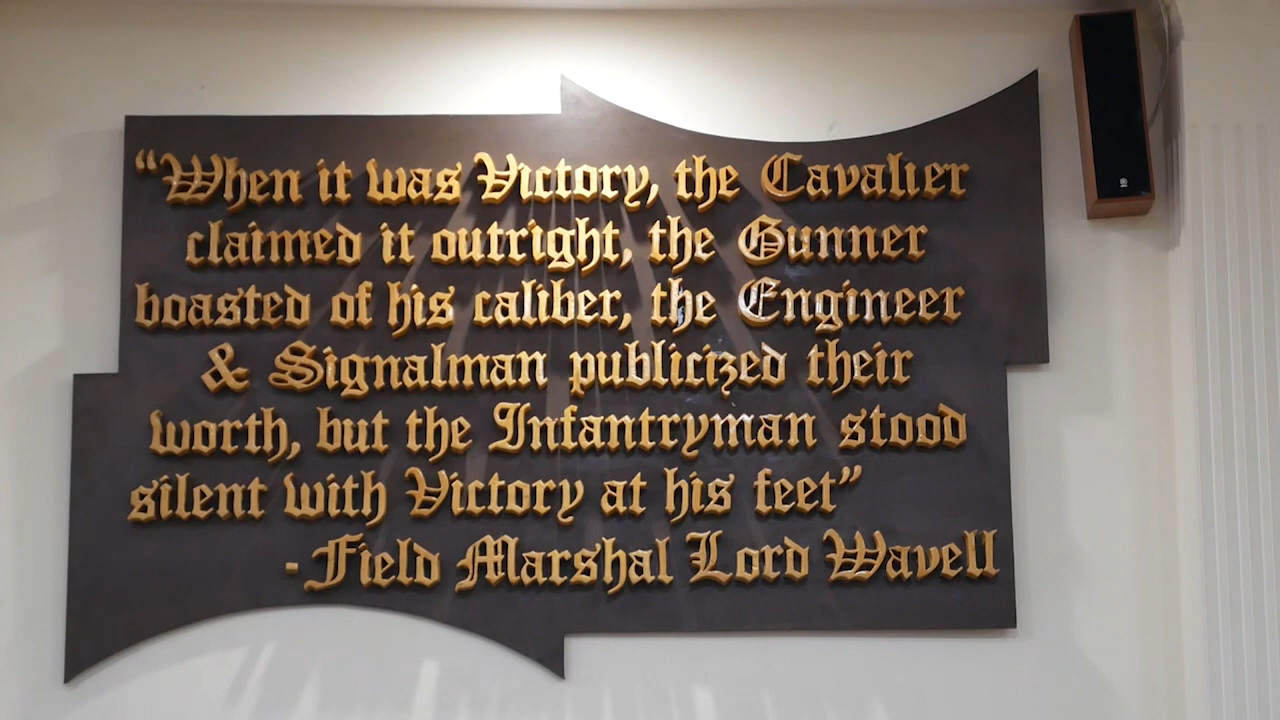 “When it was Victory, the Cavalier
claimed it outright, the Gunner
boasted of his caliber, the Engineer
& Signalman publicized their
worth, but the Infantryman stood
silent with Victory at his feet”
-Field Marshal Lord Wavell